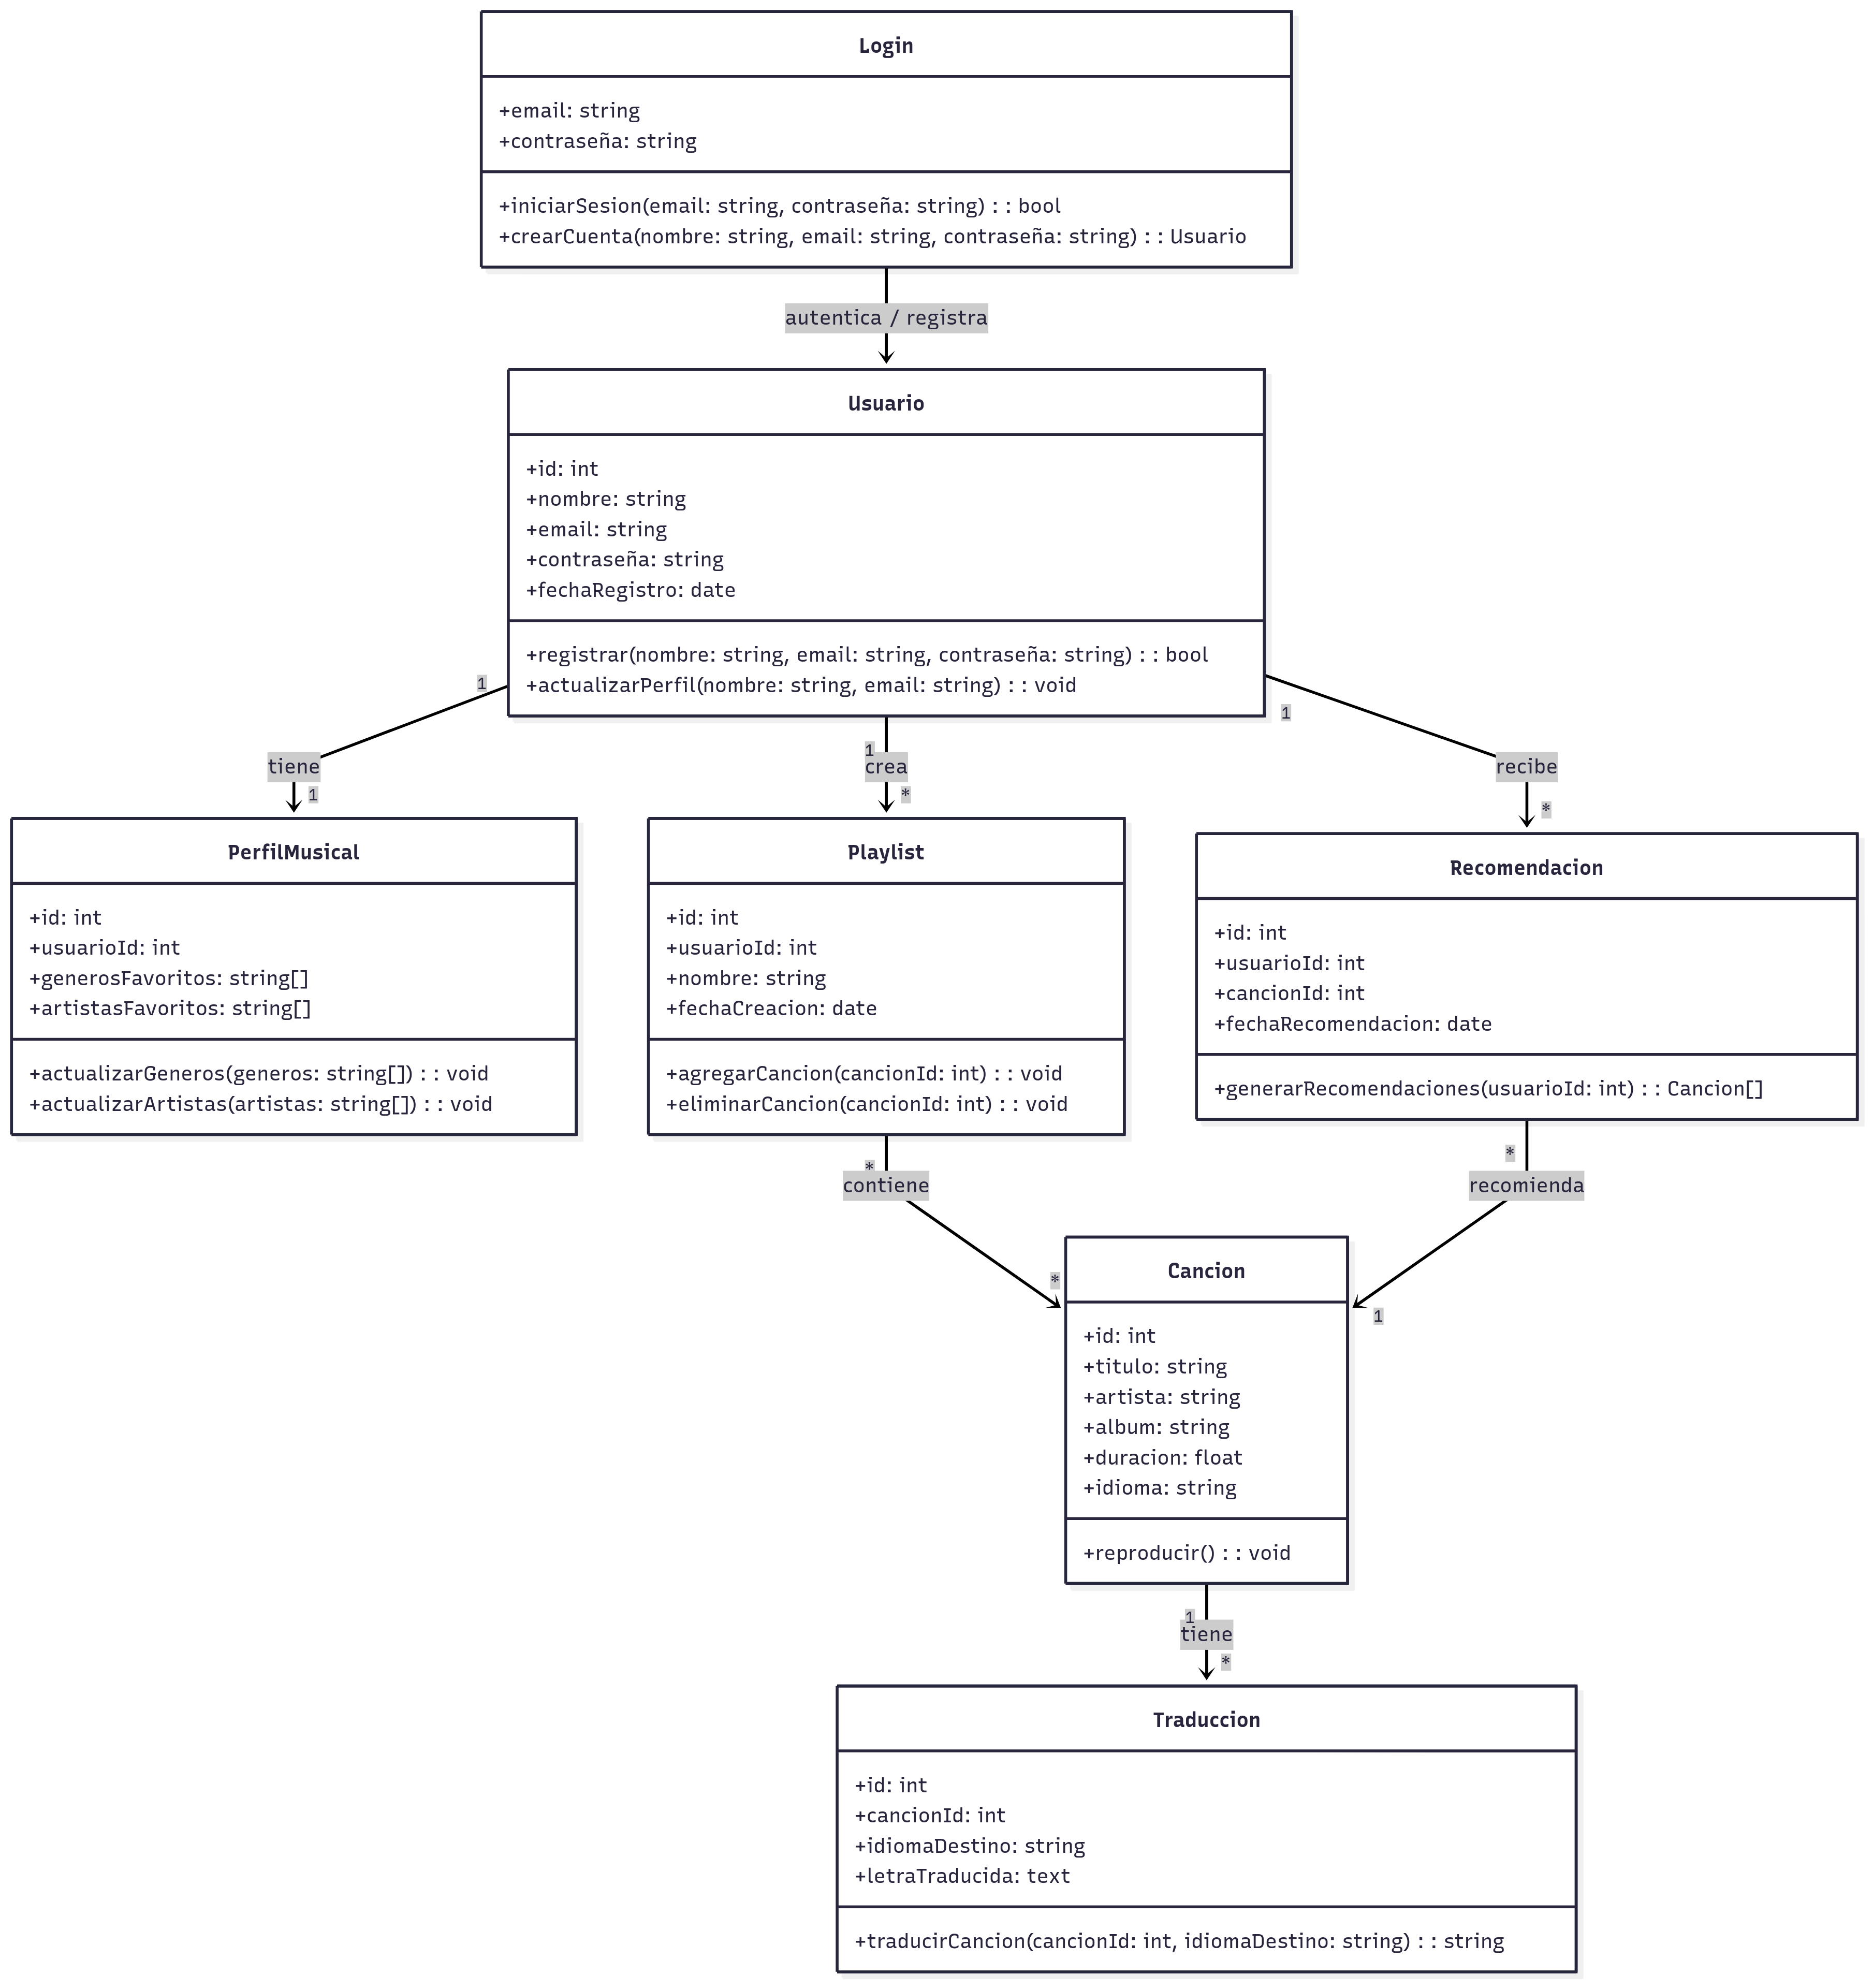 Login
+email: string
+contraseña: string
+iniciarSesion(email: string, contraseña: string) : : bool
+crearCuenta(nombre: string, email: string, contraseña: string) : : Usuario
autentica / registra
Usuario
+id: int
+nombre: string
+email: string
+contraseña: string
+fechaRegistro: date
+registrar(nombre: string, email: string, contraseña: string) : : bool
+actualizarPerfil(nombre: string, email: string) : : void
1
tiene
1
1
crea
*
1
recibe
*
PerfilMusical
+id: int
+usuarioId: int
+generosFavoritos: string[]
+artistasFavoritos: string[]
+actualizarGeneros(generos: string[]) : : void
+actualizarArtistas(artistas: string[]) : : void
Playlist
+id: int
+usuarioId: int
+nombre: string
+fechaCreacion: date
+agregarCancion(cancionId: int) : : void
+eliminarCancion(cancionId: int) : : void
Recomendacion
+id: int
+usuarioId: int
+cancionId: int
+fechaRecomendacion: date
+generarRecomendaciones(usuarioId: int) : : Cancion[]
*
contiene
*
*
recomienda
1
Cancion
+id: int
+titulo: string
+artista: string
+album: string
+duracion: float
+idioma: string
+reproducir() : : void
1
tiene
*
Traduccion
+id: int
+cancionId: int
+idiomaDestino: string
+letraTraducida: text
+traducirCancion(cancionId: int, idiomaDestino: string) : : string